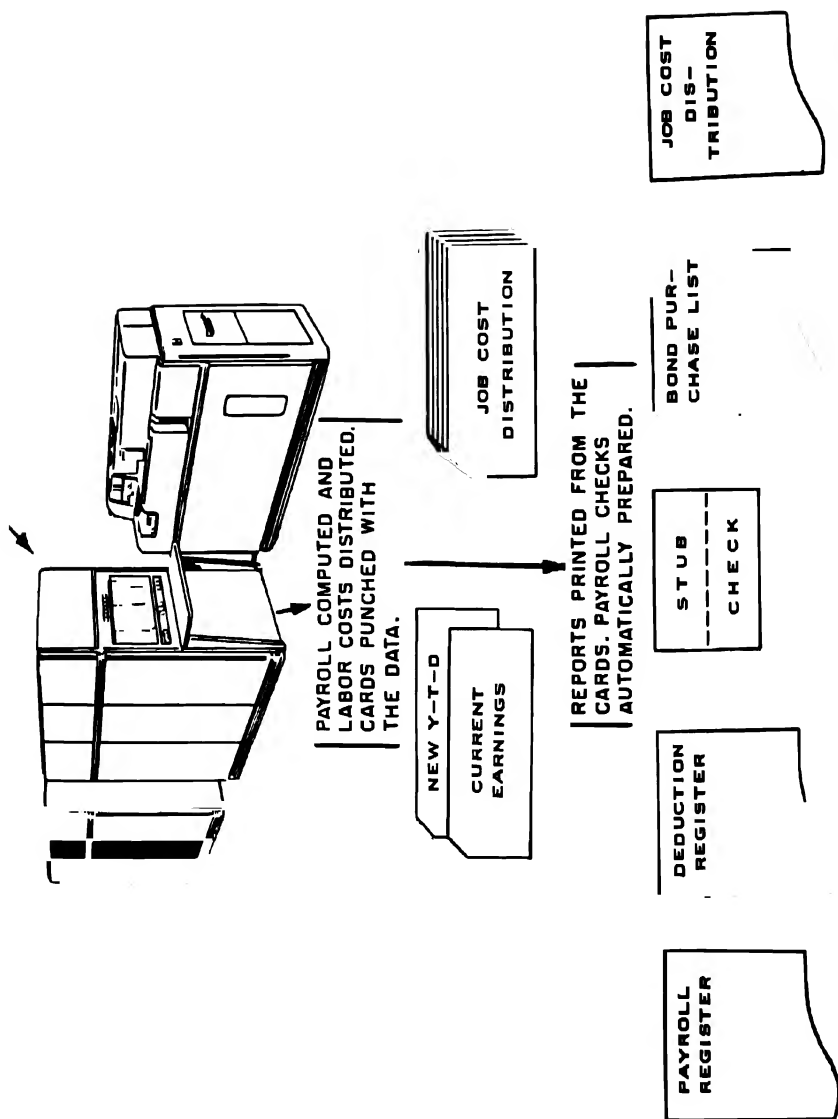 PAYROLL COMPUTED AND
LABOR COSTS DISTRIBUTED.
CARDS PUNCHED WITH
THE DATA.
NEW Y-T-D
CURRENT
EARNINGS
JOB COST
DISTRIBUTION
REPORTS PRINTED FROM THE
CARDS. PAYROLL CHECKS
AUTOMATICALLY PREPARED.
PAYROLL
REGISTER
DEDUCTION
REGISTER
STUB
CHECK
BOND PUR-
CHASE LIST
JOB COST
DIS-
TRIBUTION